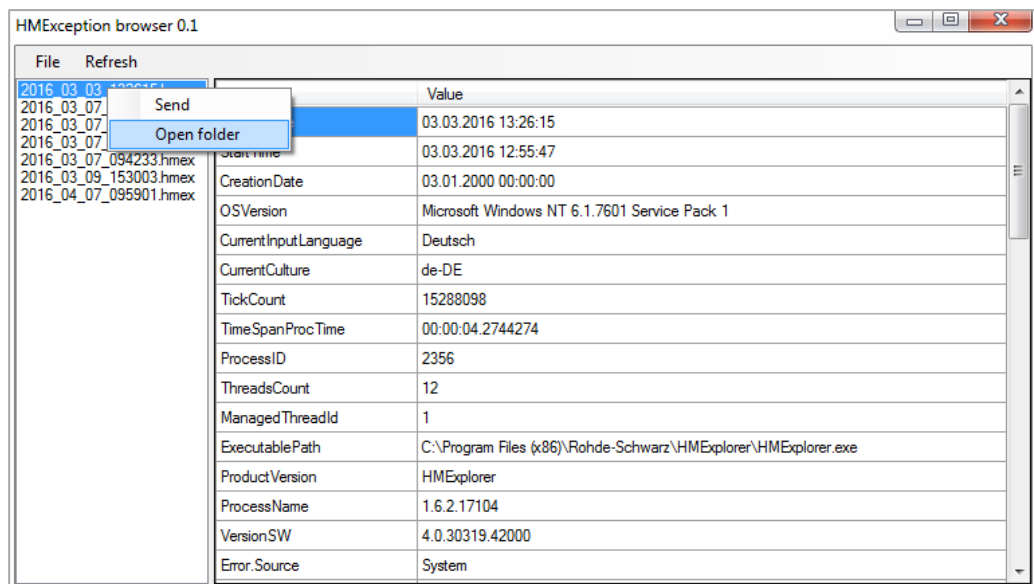 HMException browser 0.1
File Refresh
2016_03_03_132615.hmex
2016_03_07_
2016_03_07_
2016_03_07_
2016_03_07_094233.hmex
2016_03_09_153003.hmex
2016_04_07_095901.hmex
Send
Open folder
Value
03.03.2016 13:26:15
StartTime 03.03.2016 12:55:47
CreationDate 03.01.2000 00:00:00
OSVersion Microsoft Windows NT 6.1.7601 Service Pack 1
CurrentInputLanguage Deutsch
CurrentCulture de-DE
TickCount 15288098
TimeSpanProcTime 00:00:04.2744274
ProcessID 2356
ThreadsCount 12
ManagedThreadId 1
ExecutablePath C:\Program Files (x86)\Rohde-Schwarz\HMExplorer\HMExplorer.exe
ProductVersion HMExplorer
ProcessName 1.6.2.17104
VersionSW 4.0.30319.42000
Error.Source System